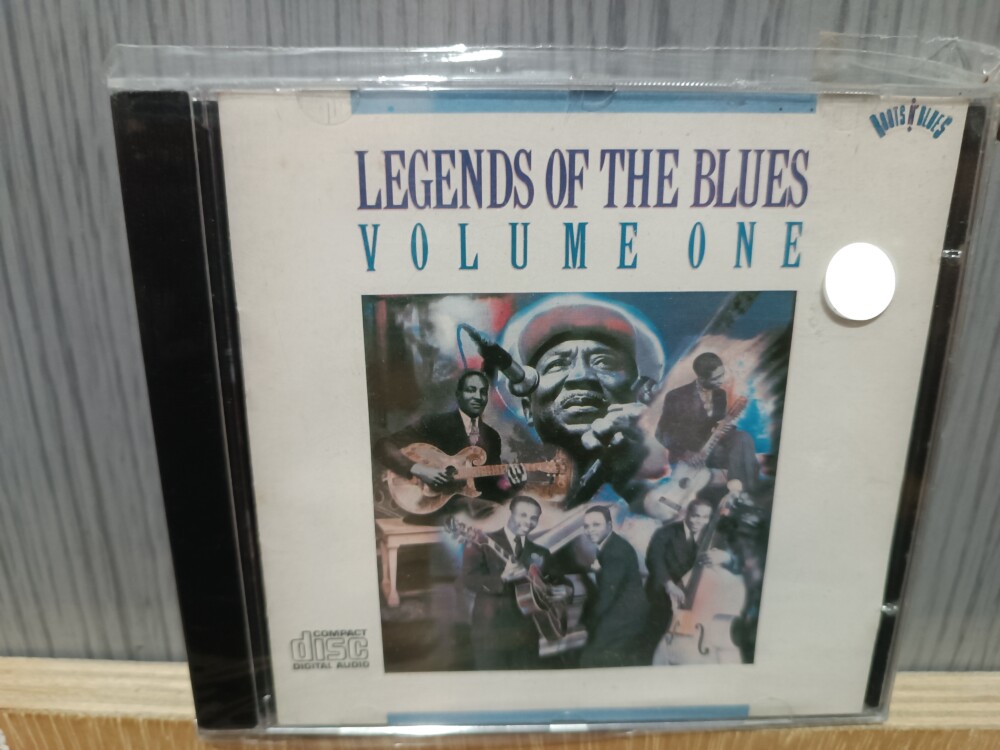 ROOTS N' BLUES
LEGENDS OF THE BLUES
VOLUME ONE
COMPACT
disc
DIGITAL AUDIO